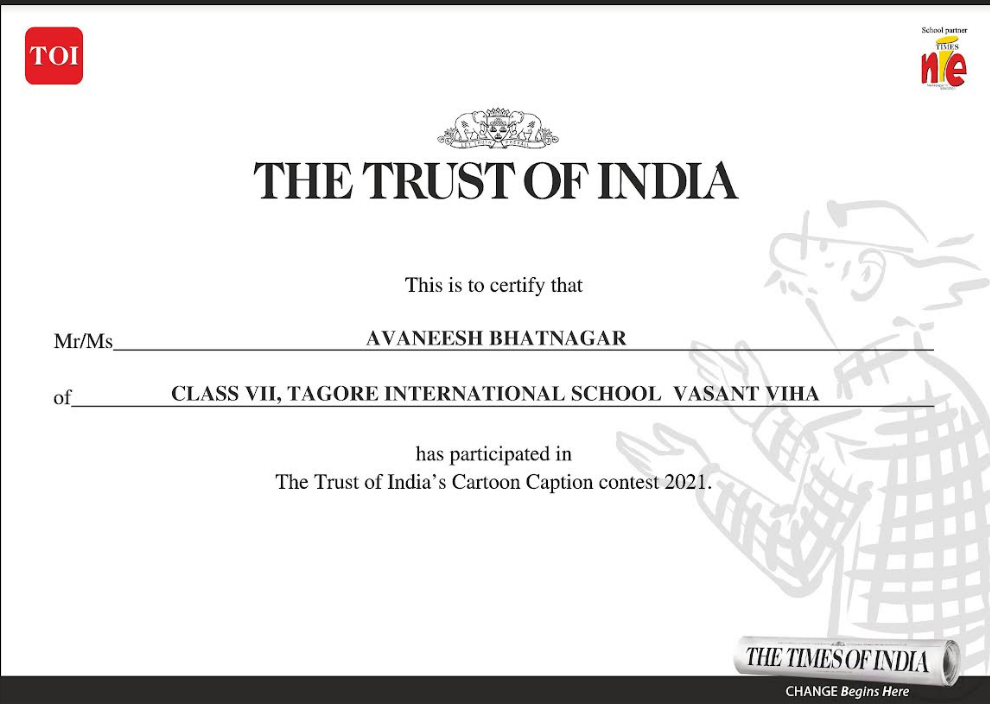 TOI
School partner
TIMES
nie
THE TRUST OF INDIA
This is to certify that
Mr/Ms AVANEESH BHATNAGAR
of CLASS VII, TAGORE INTERNATIONAL SCHOOL VASANT VIHA
has participated in
The Trust of India's Cartoon Caption contest 2021.
THE TIMES OF INDIA
CHANGE Begins Here